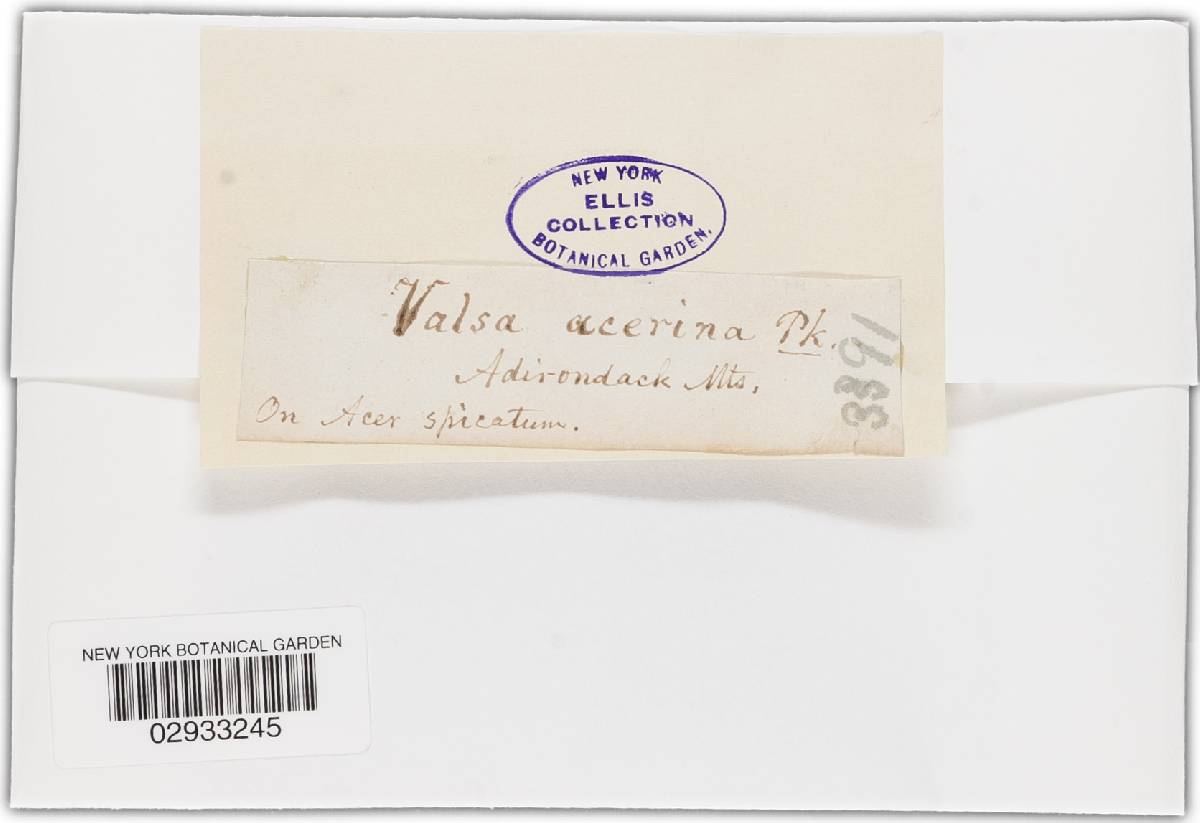 NEW YORK
ELLIS
COLLECTION
BOTANICAL GARDEN.
Valsa acerina Pk.
Adirondack Mts,
On Acer spicatum.
3391
NEW YORK BOTANICAL GARDEN
02933245